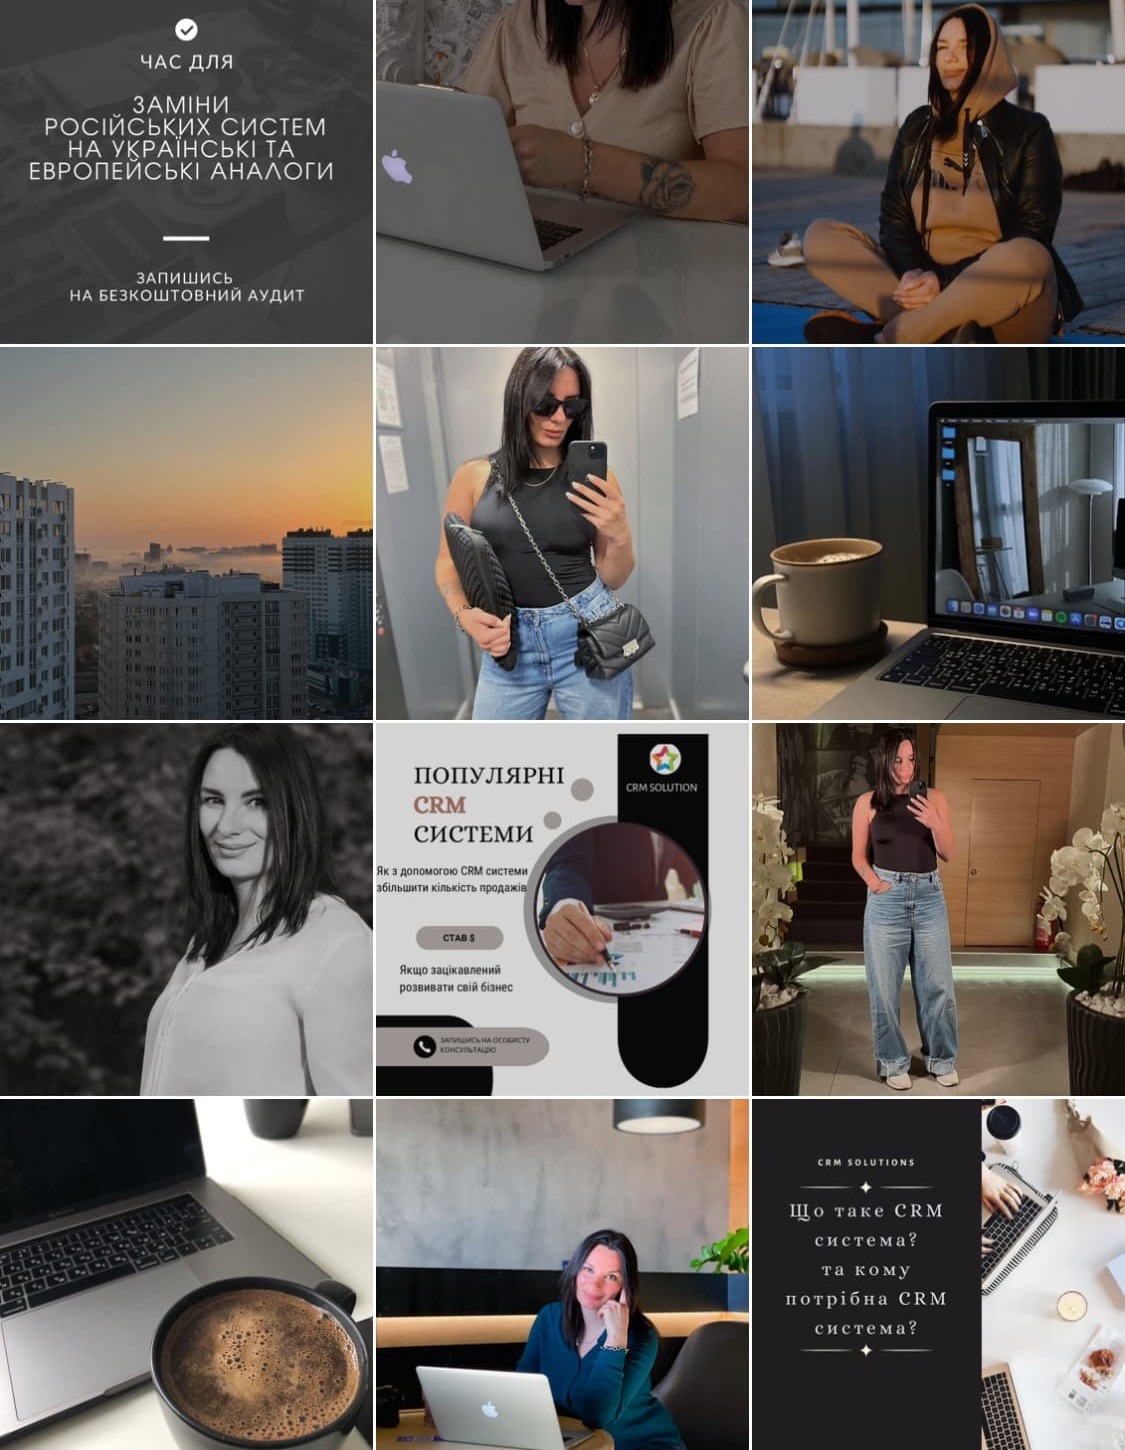 ЧАС ДЛЯ
ЗАМІНИ
РОСІЙСЬКИХ СИСТЕМ
НА УКРАЇНСЬКІ ТА
ЕВРОПЕЙСЬКІ АНАЛОГИ
ЗАПИШИСЬ
НА БЕЗКОШТОВНИЙ АУДИТ
ПОПУЛЯРНІ
CRM
СИСТЕМИ
CRM SOLUTION
Як з допомогою CRM системи
збільшити кількість продажів
СТАВ $
Якщо зацікавлений
розвивати свій бізнес
ЗАПИШИСЬ НА ОСОБИСТУ
КОНСУЛЬТАЦІЮ
CRM SOLUTIONS
Що таке CRM
система?
та кому
потрібна CRM
система?